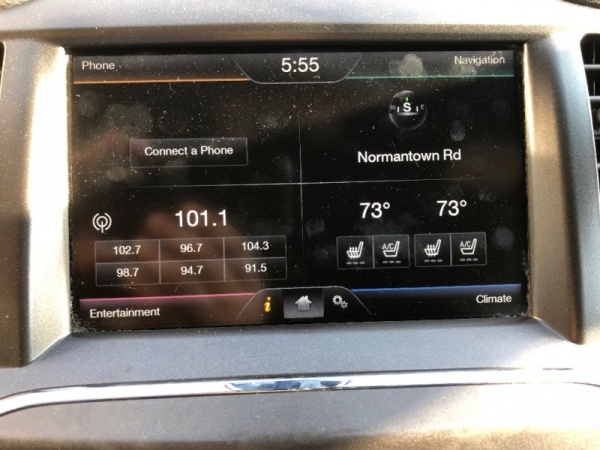 Phone
5:55
Navigation
W S E
Connect a Phone
Normantown Rd
101.1
73° 73°
102.7 96.7 104.3
A/C A/C
98.7 94.7 91.5
Entertainment
i
Climate